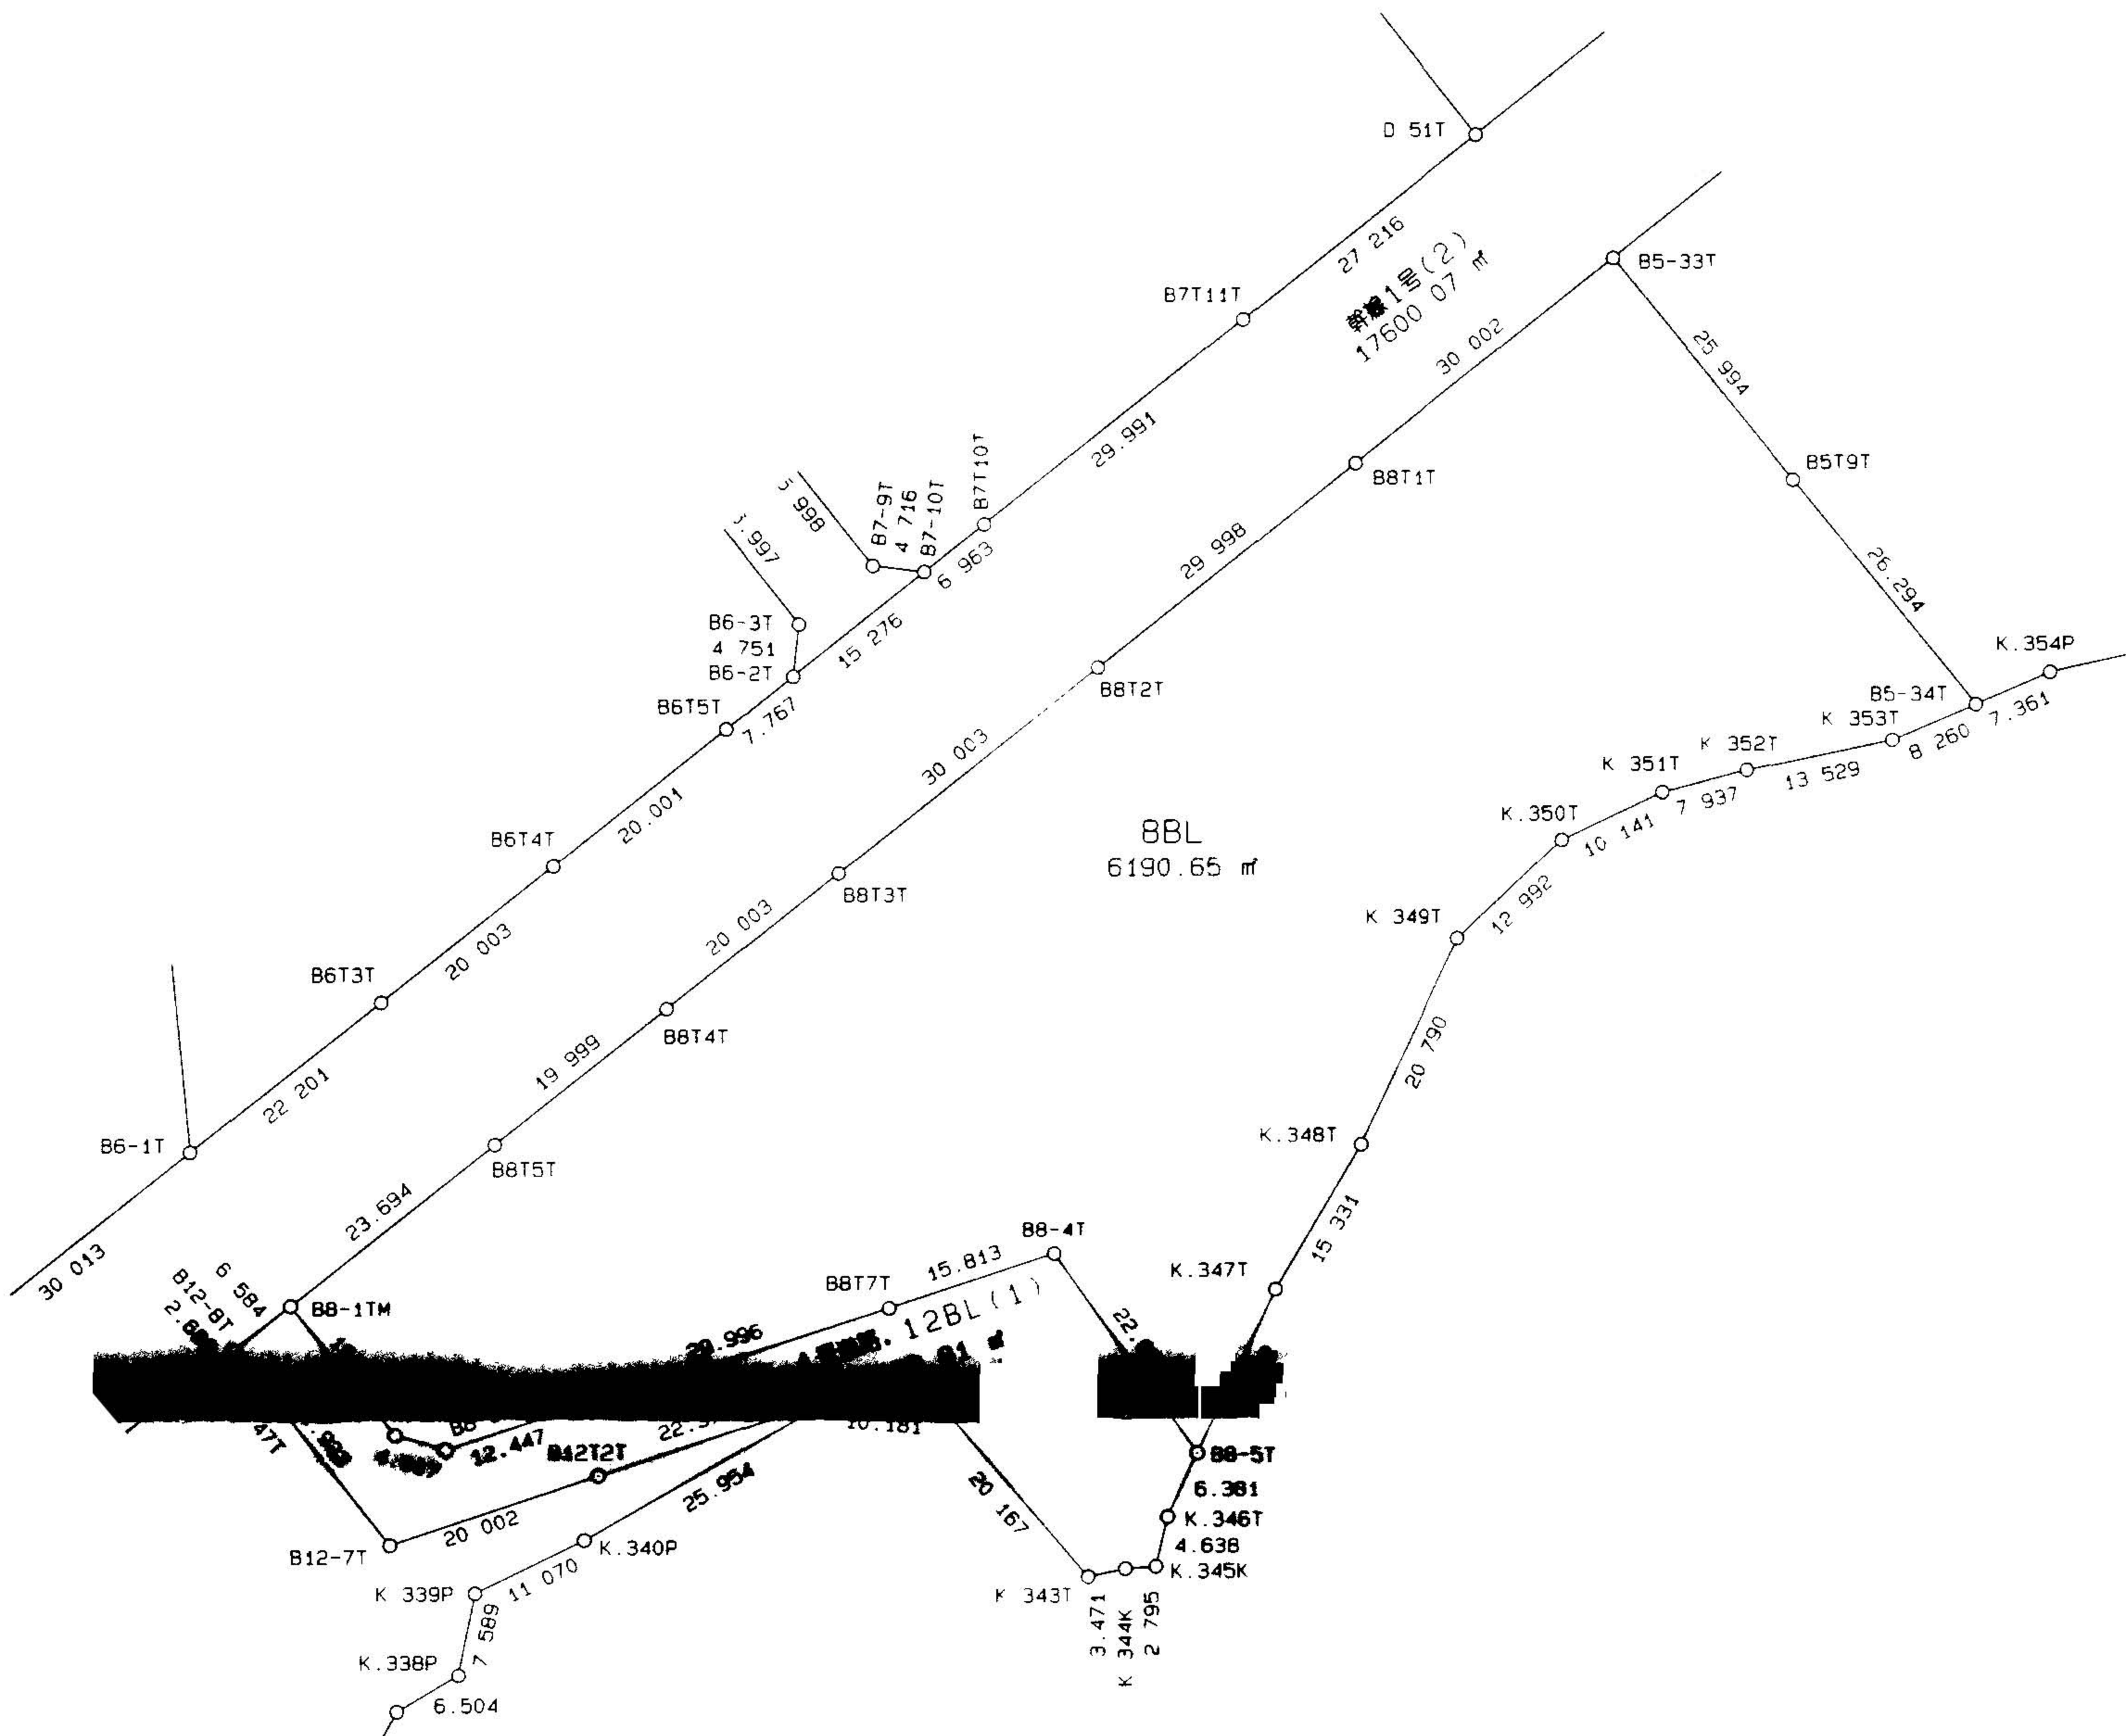 D 51T
27 216
幹線1号(2)
17600 07 ㎡
B5-33T
B7T11T
30 002
25 994
29.991
B7T10T
B7-9T
4 716
B7-10T
5 998
B8T1T
B5T9T
6 963
29 998
26.294
B6-3T
4 751
B6-2T
15 276
K.354P
B8T2T
B5-34T
7.361
B6T5T
7.767
K 353T
8 260
K 352T
13 529
K 351T
7 937
30 003
20.001
8BL
6190.65 ㎡
K.350T
10 141
B6T4T
B8T3T
12 992
K 349T
20 003
20 003
B6T3T
B8T4T
19 999
20 790
22 201
B6-1T
B8T5T
K.348T
23.694
15 331
30 013
B8-4T
15.813
K.347T
B8T7T
6 584
B12-8T
B8-1TM
12BL(1)
47T
12.447
B12T2T
10.181
B8-5T
6.381
25.954
20 167
K.346T
20 002
4.638
B12-7T
K.340P
K.345K
11 070
K 339P
K 343T
3.471
K 344K
2 795
7 589
K.338P
6.504